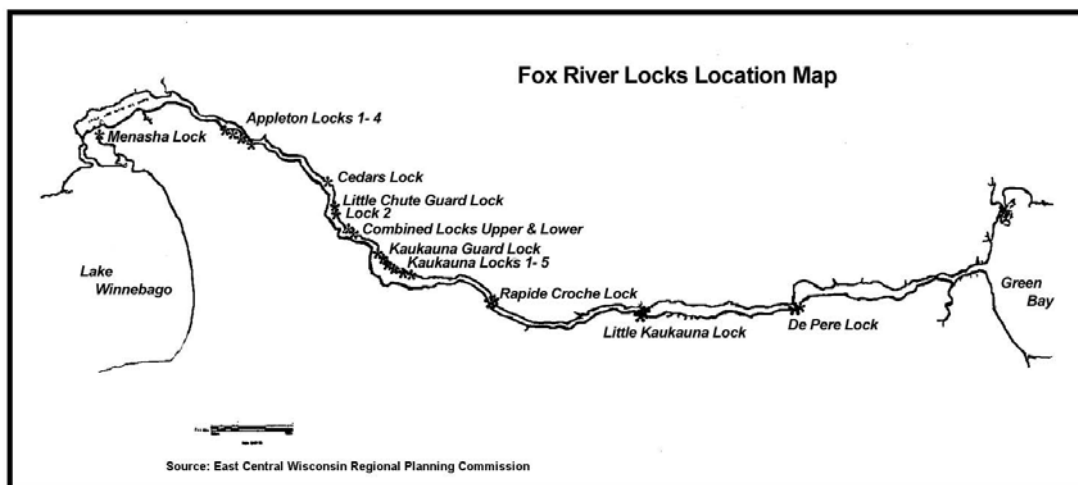 Fox River Locks Location Map
Appleton Locks 1- 4
Menasha Lock
Cedars Lock
Little Chute Guard Lock
Lock 2
Combined Locks Upper & Lower
Kaukauna Guard Lock
Kaukauna Locks 1- 5
Lake
Winnebago
Rapide Croche Lock
Little Kaukauna Lock
De Pere Lock
Green
Bay
Source: East Central Wisconsin Regional Planning Commission